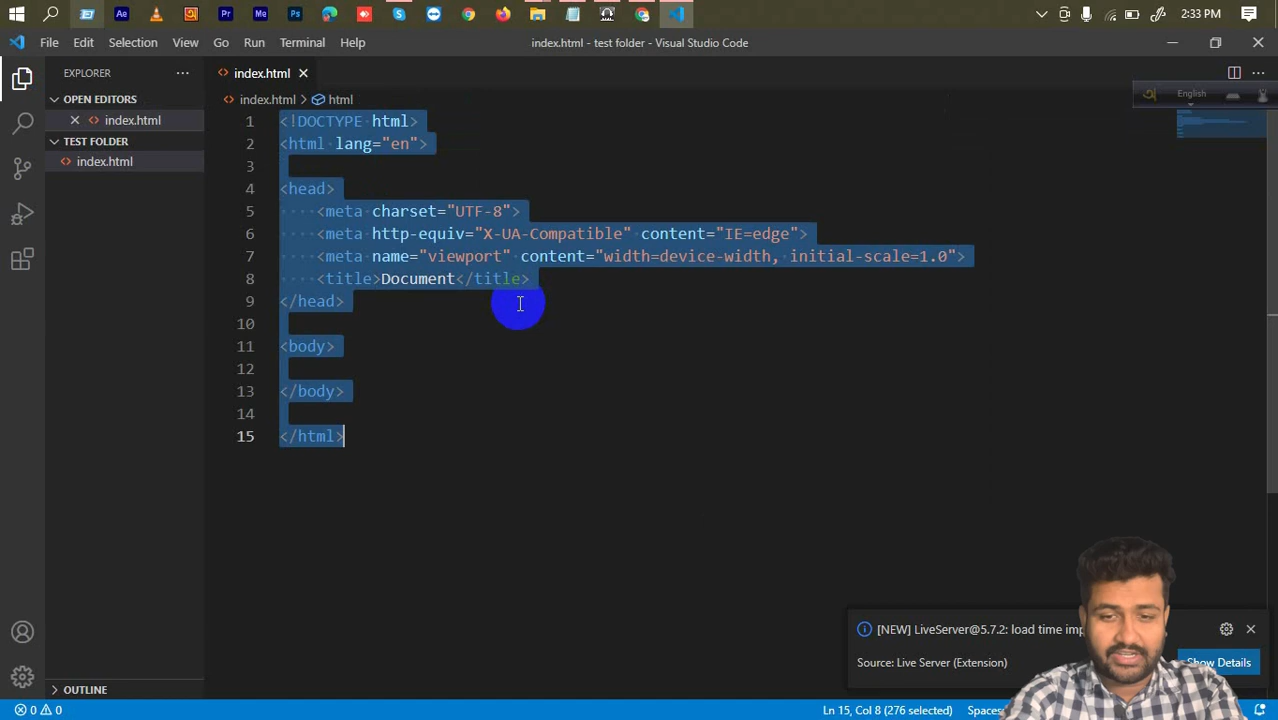 Ae
Pr
Me
Ps
2:33 PM
File Edit Selection View Go Run Terminal Help
index.html - test folder - Visual Studio Code
EXPLORER
index.html
OPEN EDITORS
index.html > html
English
index.html
TEST FOLDER
index.html
1 <!DOCTYPE html>
2 <html lang="en">
3
4 <head>
5 <meta charset="UTF-8">
6 <meta http-equiv="X-UA-Compatible" content="IE=edge">
7 <meta name="viewport" content="width=device-width, initial-scale=1.0">
8 <title>Document</title>
9 </head>
10
11 <body>
12
13 </body>
14
15 </html>
[NEW] LiveServer@5.7.2: load time
Source: Live Server (Extension)
Show Details
OUTLINE
0 0
Ln 15, Col 8 (276 selected)